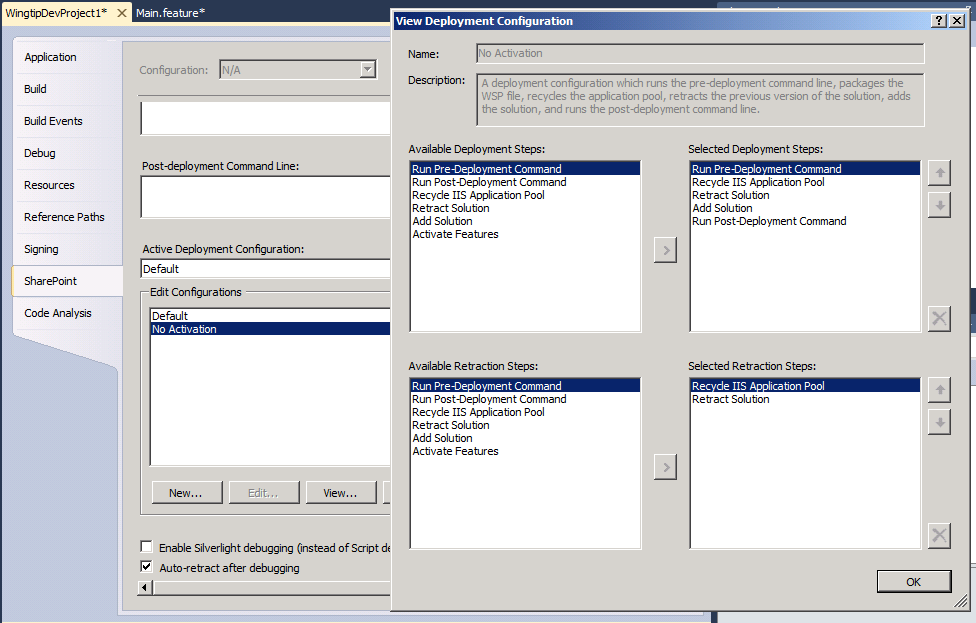 WingtipDevProject1*
Main.feature*
Application
Build
Build Events
Debug
Resources
Reference Paths
Signing
SharePoint
Code Analysis
Configuration:
N/A
Post-deployment Command Line:
Active Deployment Configuration:
Default
Edit Configurations
Default
No Activation
New...
Edit...
View...
Enable Silverlight debugging (instead of Script de
Auto-retract after debugging
View Deployment Configuration
Name:
No Activation
Description:
A deployment configuration which runs the pre-deployment command line, packages the
WSP file, recycles the application pool, retracts the previous version of the solution, adds
the solution, and runs the post-deployment command line.
Available Deployment Steps:
Run Pre-Deployment Command
Run Post-Deployment Command
Recycle IIS Application Pool
Retract Solution
Add Solution
Activate Features
Selected Deployment Steps:
Run Pre-Deployment Command
Recycle IIS Application Pool
Retract Solution
Add Solution
Run Post-Deployment Command
Available Retraction Steps:
Run Pre-Deployment Command
Run Post-Deployment Command
Recycle IIS Application Pool
Retract Solution
Add Solution
Activate Features
Selected Retraction Steps:
Recycle IIS Application Pool
Retract Solution
OK